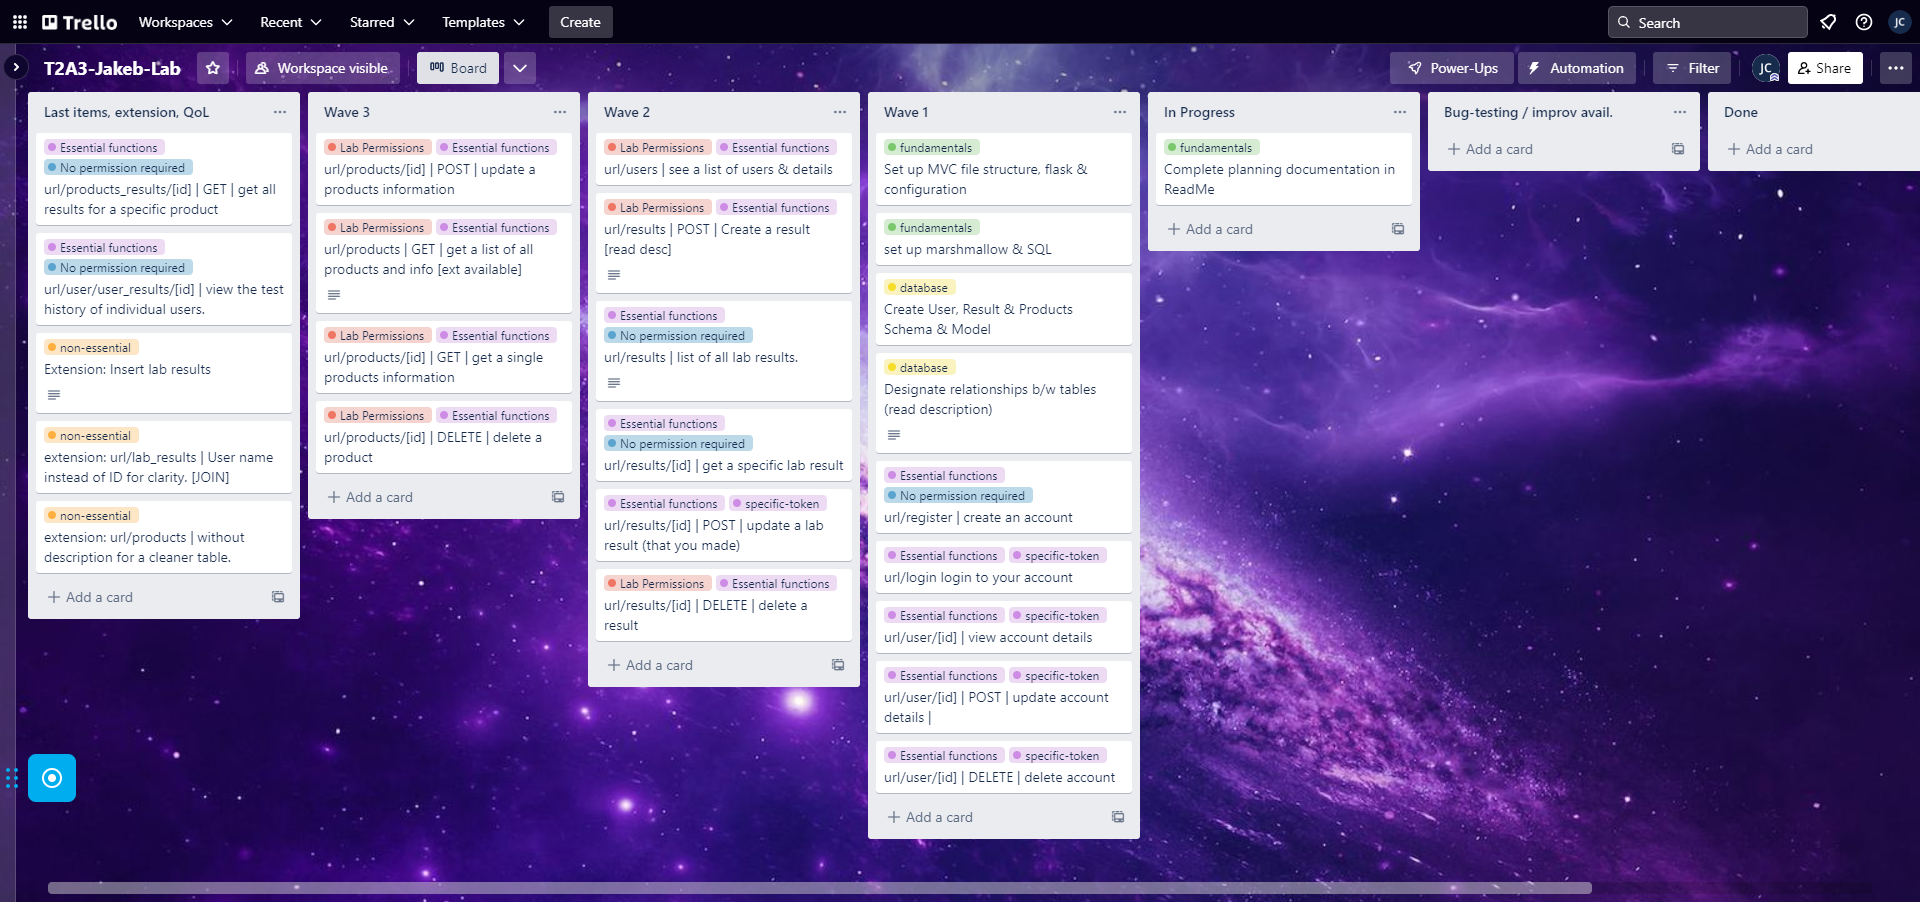 Trello
Workspaces
Recent
Starred
Templates
Create
Search
JC
T2A3-Jakeb-Lab
Workspace visible
Board
Power-Ups
Automation
Filter
JC
Share
Last items, extension, QoL
Essential functions
No permission required
url/products_results/[id] | GET | get all
results for a specific product
Essential functions
No permission required
url/user/user_results/[id] | view the test
history of individual users.
non-essential
Extension: Insert lab results
non-essential
extension: url/lab_results | User name
instead of ID for clarity. [JOIN]
non-essential
extension: url/products | without
description for a cleaner table.
Add a card
Wave 3
Lab Permissions Essential functions
url/products/[id] | POST | update a
products information
Lab Permissions Essential functions
url/products | GET | get a list of all
products and info [ext available]
Lab Permissions Essential functions
url/products/[id] | GET | get a single
products information
Lab Permissions Essential functions
url/products/[id] | DELETE | delete a
product
Add a card
Wave 2
Lab Permissions Essential functions
url/users | see a list of users & details
Lab Permissions Essential functions
url/results | POST | Create a result
[read desc]
Essential functions
No permission required
url/results | list of all lab results.
Essential functions
No permission required
url/results/[id] | get a specific lab result
Essential functions specific-token
url/results/[id] | POST | update a lab
result (that you made)
Lab Permissions Essential functions
url/results/[id] | DELETE | delete a
result
Add a card
Wave 1
fundamentals
Set up MVC file structure, flask &
configuration
fundamentals
set up marshmallow & SQL
database
Create User, Result & Products
Schema & Model
database
Designate relationships b/w tables
(read description)
Essential functions
No permission required
url/register | create an account
Essential functions specific-token
url/login login to your account
Essential functions specific-token
url/user/[id] | view account details
Essential functions specific-token
url/user/[id] | POST | update account
details |
Essential functions specific-token
url/user/[id] | DELETE | delete account
Add a card
In Progress
fundamentals
Complete planning documentation in
ReadMe
Add a card
Bug-testing / improv avail.
Add a card
Done
Add a card